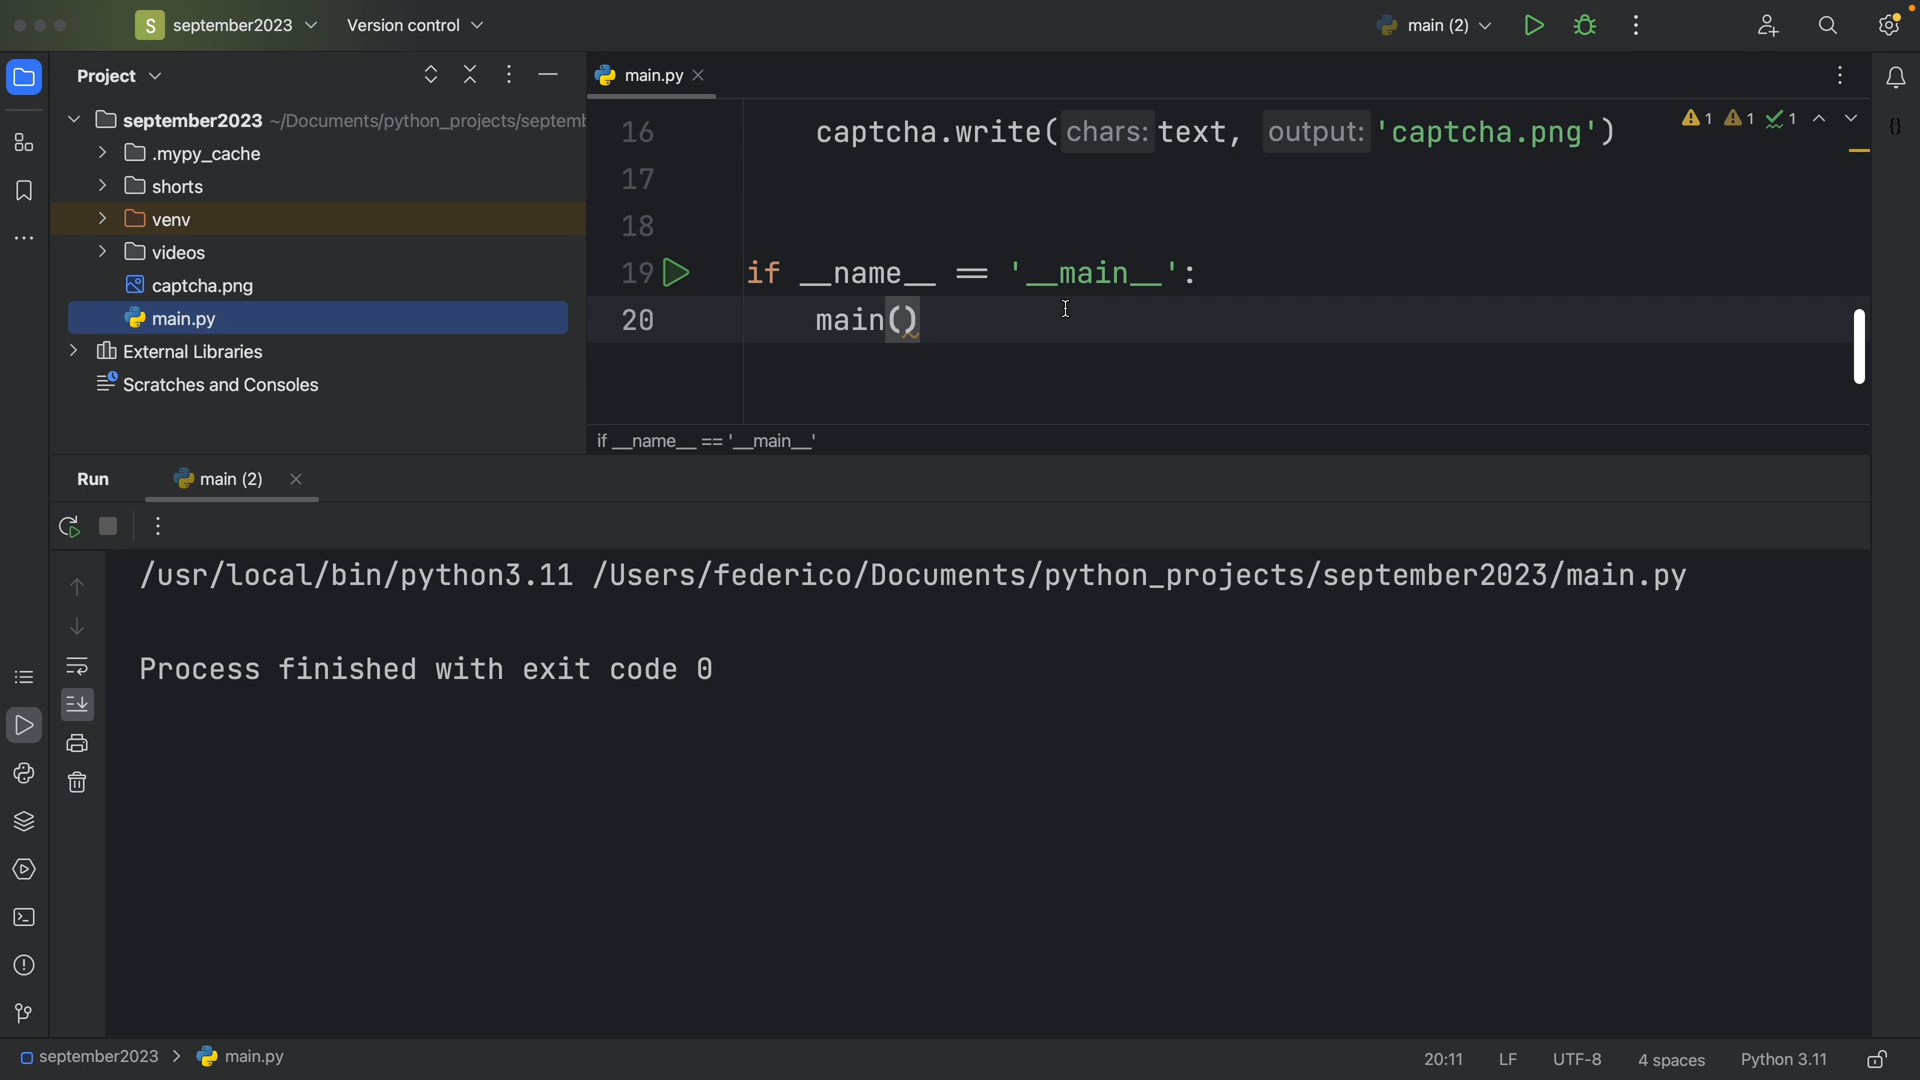 S september2023 Version control main (2)
Project
main.py
september2023 ~/Documents/python_projects/septemb
.mypy_cache
shorts
venv
videos
captcha.png
main.py
External Libraries
Scratches and Consoles
16 captcha.write(chars: text, output: 'captcha.png')
1 1 1
17
18
19 if __name__ == '__main__':
20 main()
if __name__ == '__main__'
Run main (2)
/usr/local/bin/python3.11 /Users/federico/Documents/python_projects/september2023/main.py
Process finished with exit code 0
september2023 > main.py
20:11 LF UTF-8 4 spaces Python 3.11